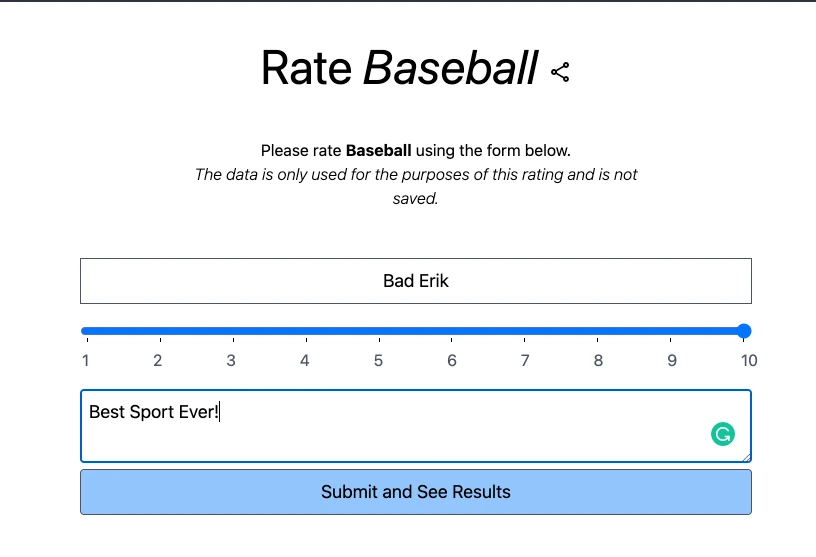 Rate Baseball
Please rate Baseball using the form below.
The data is only used for the purposes of this rating and is not
saved.
Bad Erik
1 2 3 4 5 6 7 8 9 10
Best Sport Ever!
Submit and See Results